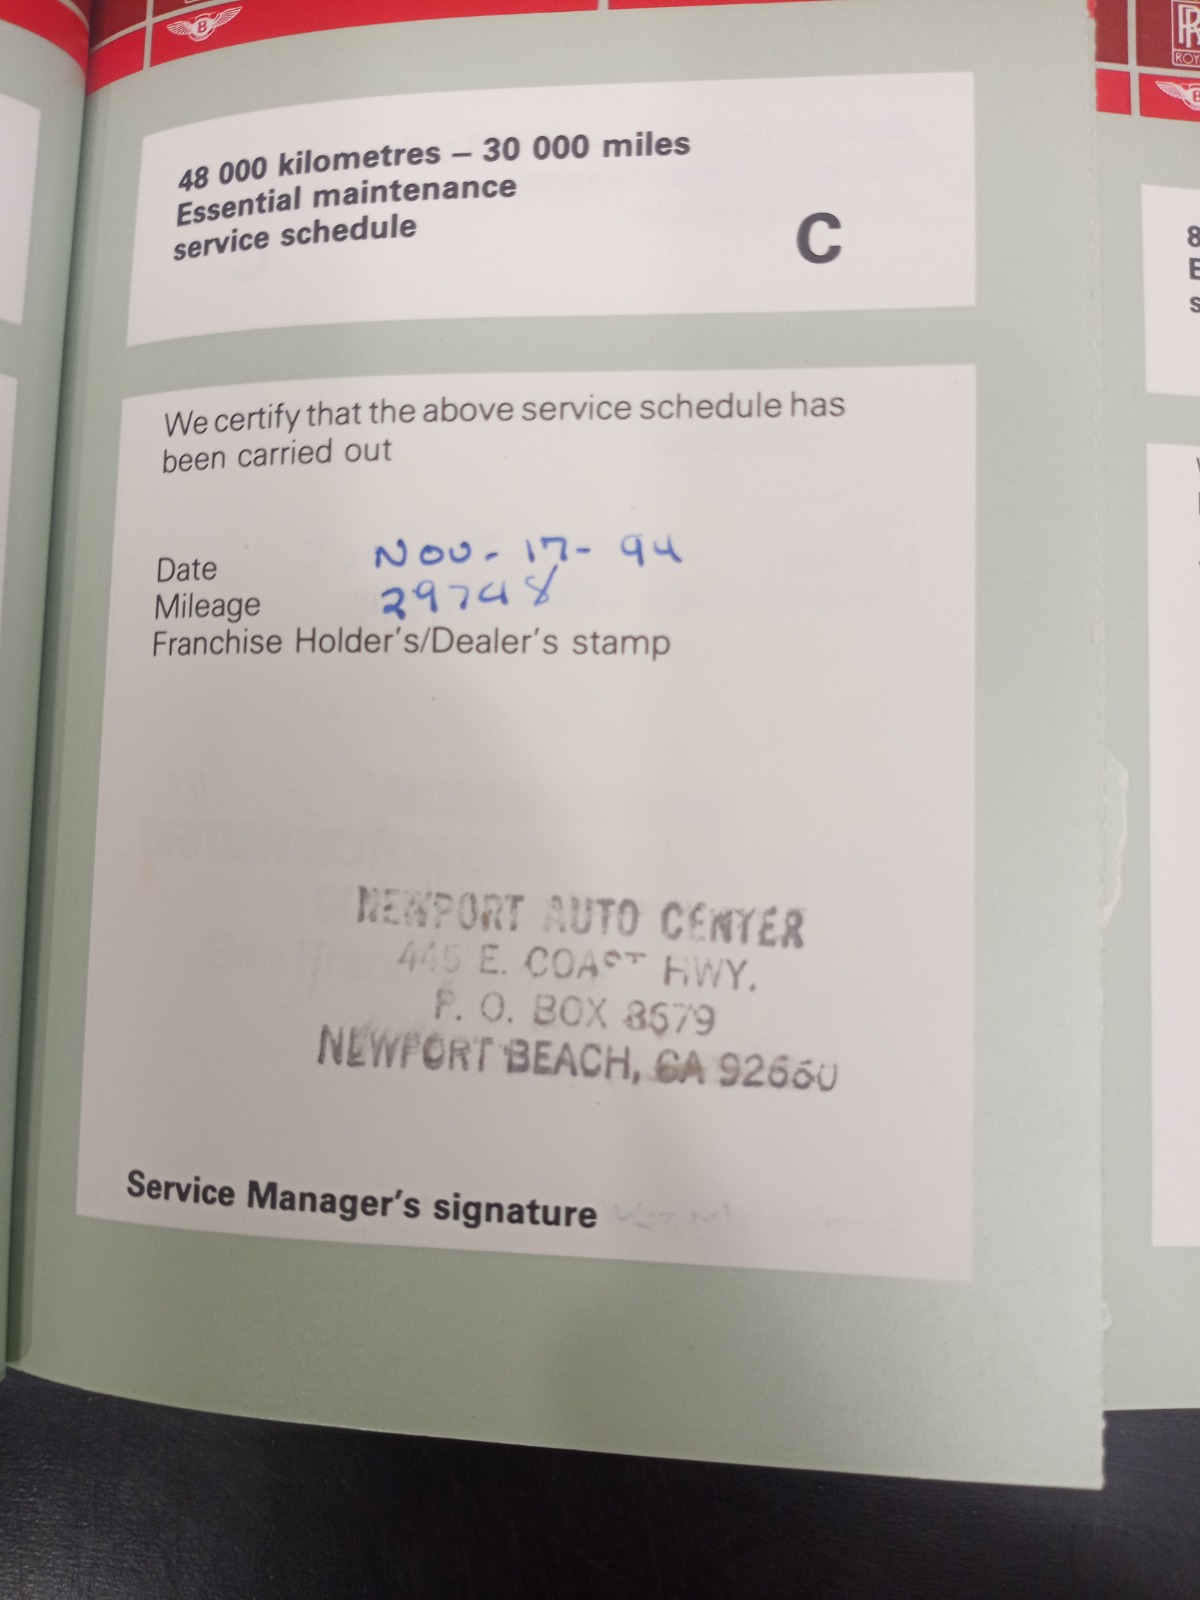 B
48 000 kilometres – 30 000 miles
Essential maintenance
service schedule
C
We certify that the above service schedule has
been carried out
Date NOV - 17 - 94
Mileage 29748
Franchise Holder's/Dealer's stamp
NEWPORT AUTO CENTER
445 E. COAST HWY.
P. O. BOX 8579
NEWPORT BEACH, CA 92660
Service Manager's signature